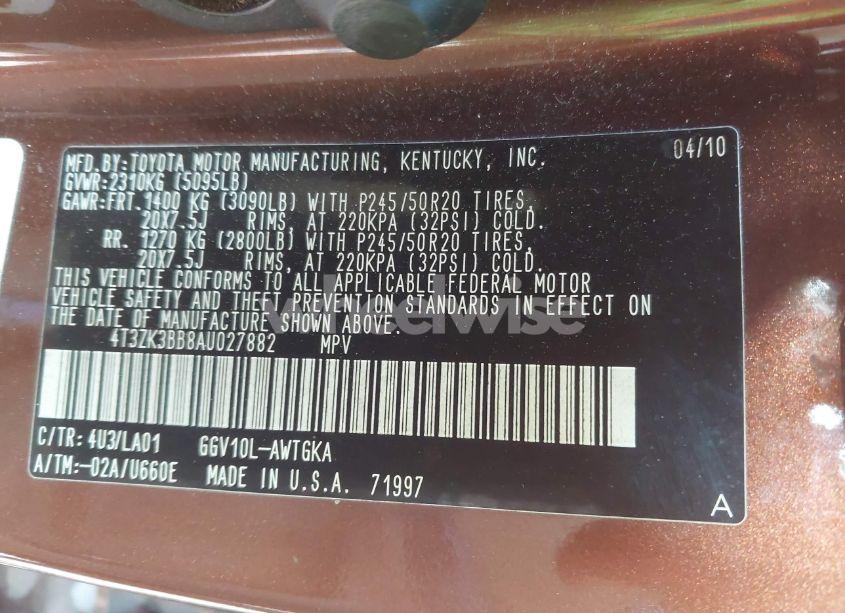 MFD.BY:TOYOTA MOTOR MANUFACTURING, KENTUCKY, INC. 04/10
GVWR:2310KG (5095LB)
GAWR:FRT.1400 KG (3090LB) WITH P245/50R20 TIRES,
20X7.5J RIMS, AT 220KPA (32PSI) COLD.
RR. 1270 KG (2800LB) WITH P245/50R20 TIRES,
20X7.5J RIMS, AT 220KPA (32PSI) COLD.
THIS VEHICLE CONFORMS TO ALL APPLICABLE FEDERAL MOTOR
VEHICLE SAFETY AND THEFT PREVENTION STANDARDS IN EFFECT ON
THE DATE OF MANUFACTURE SHOWN ABOVE.
4T3ZK3BB8AU027882 MPV
C/TR: 4U3/LA01 GGV10L-AWTGKA
A/TM:-02A/U660E MADE IN U.S.A. 71997
A